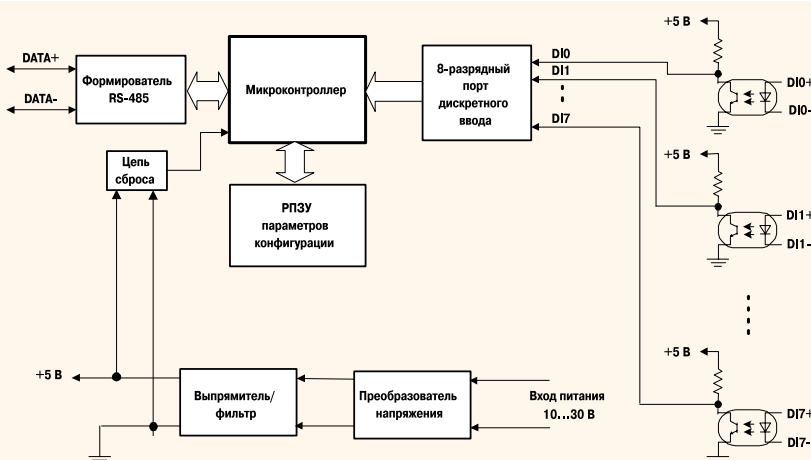 DATA+
DATA-
Формирователь
RS-485
Микроконтроллер
8-разрядный
порт
дискретного
ввода
DI0
DI1
DI7
+5 В
DI0+
DI0-
Цепь
сброса
РПЗУ
параметров
конфигурации
+5 В
DI1+
DI1-
+5 В
DI7+
DI7-
+5 В
Выпрямитель/
фильтр
Преобразователь
напряжения
Вход питания
10...30 В